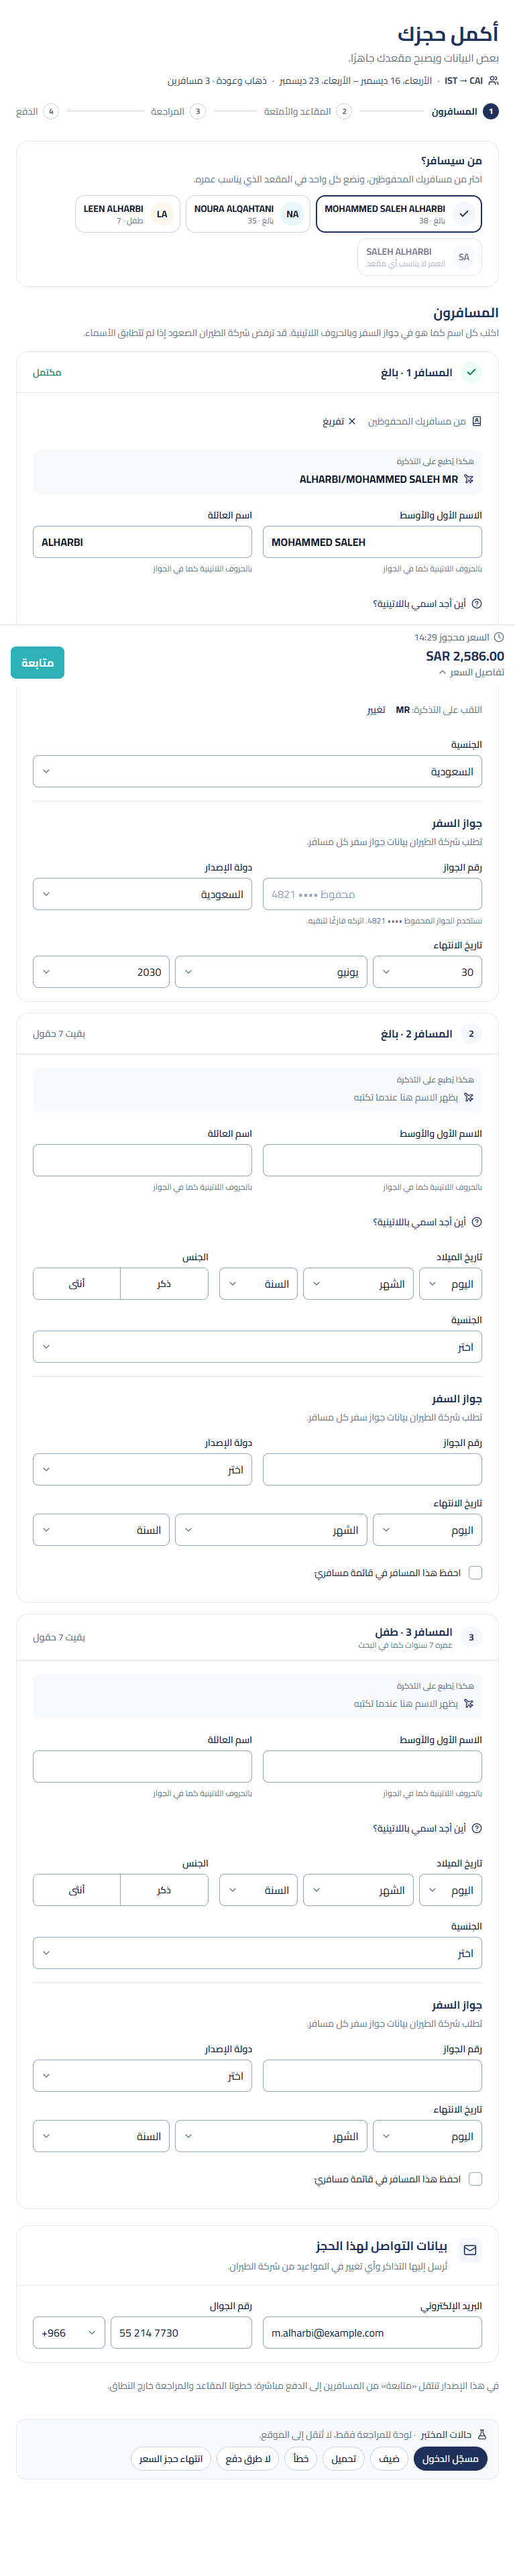 أكمل حجزك
بعض البيانات ويصبح مقعدك جاهزًا.
IST → CAI · الأربعاء، 16 ديسمبر – الأربعاء، 23 ديسمبر · ذهاب وعودة · 3 مسافرين
1 المسافرون 2 المقاعد والأمتعة 3 المراجعة 4 الدفع
من سيسافر؟
اختر من مسافريك المحفوظين، ونضع كل واحد في المقعد الذي يناسب عمره.
MOHAMMED SALEH ALHARBI
بالغ · 38
NA NOURA ALQAHTANI
بالغ · 35
LA LEEN ALHARBI
طفل · 7
SA SALEH ALHARBI
العمر لا يناسب أي مقعد
المسافرون
اكتب كل اسم كما هو في جواز السفر وبالحروف اللاتينية. قد ترفض شركة الطيران الصعود إذا لم تتطابق الأسماء.
المسافر 1 · بالغ
مكتمل
من مسافريك المحفوظين
تفريغ
هكذا يُطبع على التذكرة
ALHARBI/MOHAMMED SALEH MR
الاسم الأول والأوسط
اسم العائلة
MOHAMMED SALEH
ALHARBI
بالحروف اللاتينية كما في الجواز
بالحروف اللاتينية كما في الجواز
أين أجد اسمي باللاتينية؟
السعر محجوز 14:29
SAR 2,586.00
تفاصيل السعر
متابعة
اللقب على التذكرة: MR تغيير
الجنسية
السعودية
جواز السفر
تطلب شركة الطيران بيانات جواز سفر كل مسافر.
رقم الجواز
دولة الإصدار
محفوظ •••• 4821
السعودية
نستخدم الجواز المحفوظ •••• 4821. اتركه فارغًا لتبقيه.
تاريخ الانتهاء
30 يونيو 2030
2 المسافر 2 · بالغ
بقيت 7 حقول
هكذا يُطبع على التذكرة
يظهر الاسم هنا عندما تكتبه
الاسم الأول والأوسط
اسم العائلة
بالحروف اللاتينية كما في الجواز
بالحروف اللاتينية كما في الجواز
أين أجد اسمي باللاتينية؟
تاريخ الميلاد
الجنس
اليوم الشهر السنة
ذكر أنثى
الجنسية
اختر
جواز السفر
تطلب شركة الطيران بيانات جواز سفر كل مسافر.
رقم الجواز
دولة الإصدار
اختر
تاريخ الانتهاء
اليوم الشهر السنة
احفظ هذا المسافر في قائمة مسافريّ
3 المسافر 3 · طفل
عمره 7 سنوات كما في البحث
بقيت 7 حقول
هكذا يُطبع على التذكرة
يظهر الاسم هنا عندما تكتبه
الاسم الأول والأوسط
اسم العائلة
بالحروف اللاتينية كما في الجواز
بالحروف اللاتينية كما في الجواز
أين أجد اسمي باللاتينية؟
تاريخ الميلاد
الجنس
اليوم الشهر السنة
ذكر أنثى
الجنسية
اختر
جواز السفر
تطلب شركة الطيران بيانات جواز سفر كل مسافر.
رقم الجواز
دولة الإصدار
اختر
تاريخ الانتهاء
اليوم الشهر السنة
احفظ هذا المسافر في قائمة مسافريّ
بيانات التواصل لهذا الحجز
تُرسل إليها التذاكر وأي تغيير في المواعيد من شركة الطيران.
البريد الإلكتروني
رقم الجوال
m.alharbi@example.com
55 214 7730
+966
في هذا الإصدار تنتقل «متابعة» من المسافرين إلى الدفع مباشرة؛ خطوتا المقاعد والمراجعة خارج النطاق.
حالات المختبر · لوحة للمراجعة فقط، لا تُنقل إلى الموقع.
مسجّل الدخول ضيف تحميل خطأ لا طرق دفع انتهاء حجز السعر